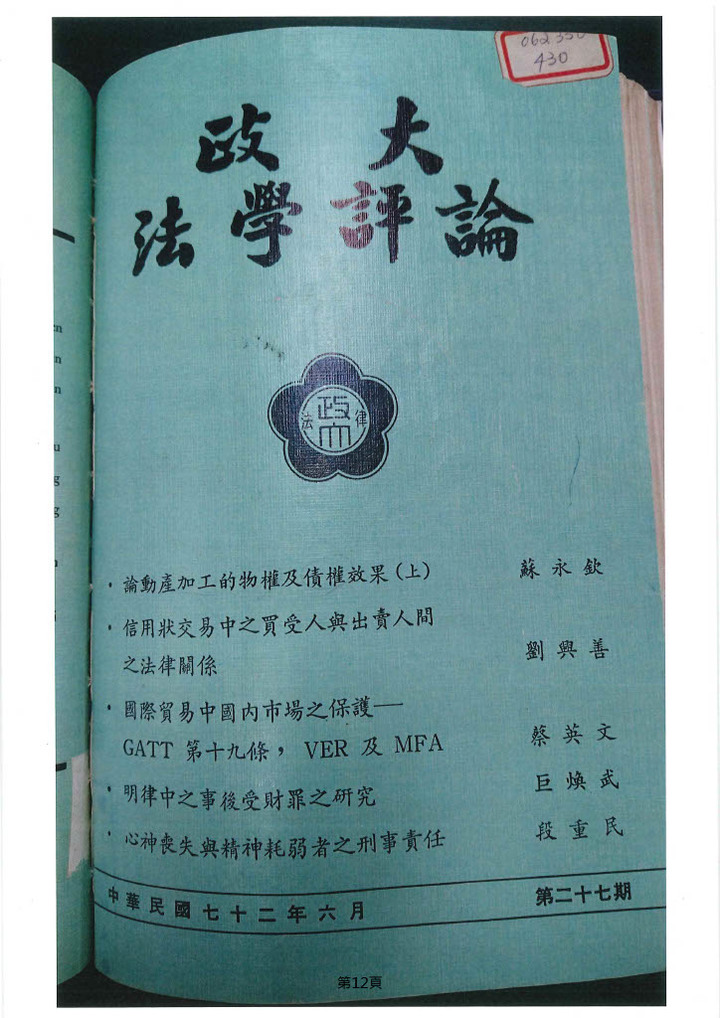 062 350
430
政大
法學評論
政大
法律
・論動產加工的物權及債權效果(上) 蘇永欽
・信用狀交易中之買受人與出賣人間
之法律關係 劉興善
・國際貿易中國內市場之保護——
GATT 第十九條, VER 及 MFA 蔡英文
・明律中之事後受財罪之研究 巨煥武
・心神喪失與精神耗弱者之刑事責任 段重民
中華民國七十二年六月 第二十七期
第12頁